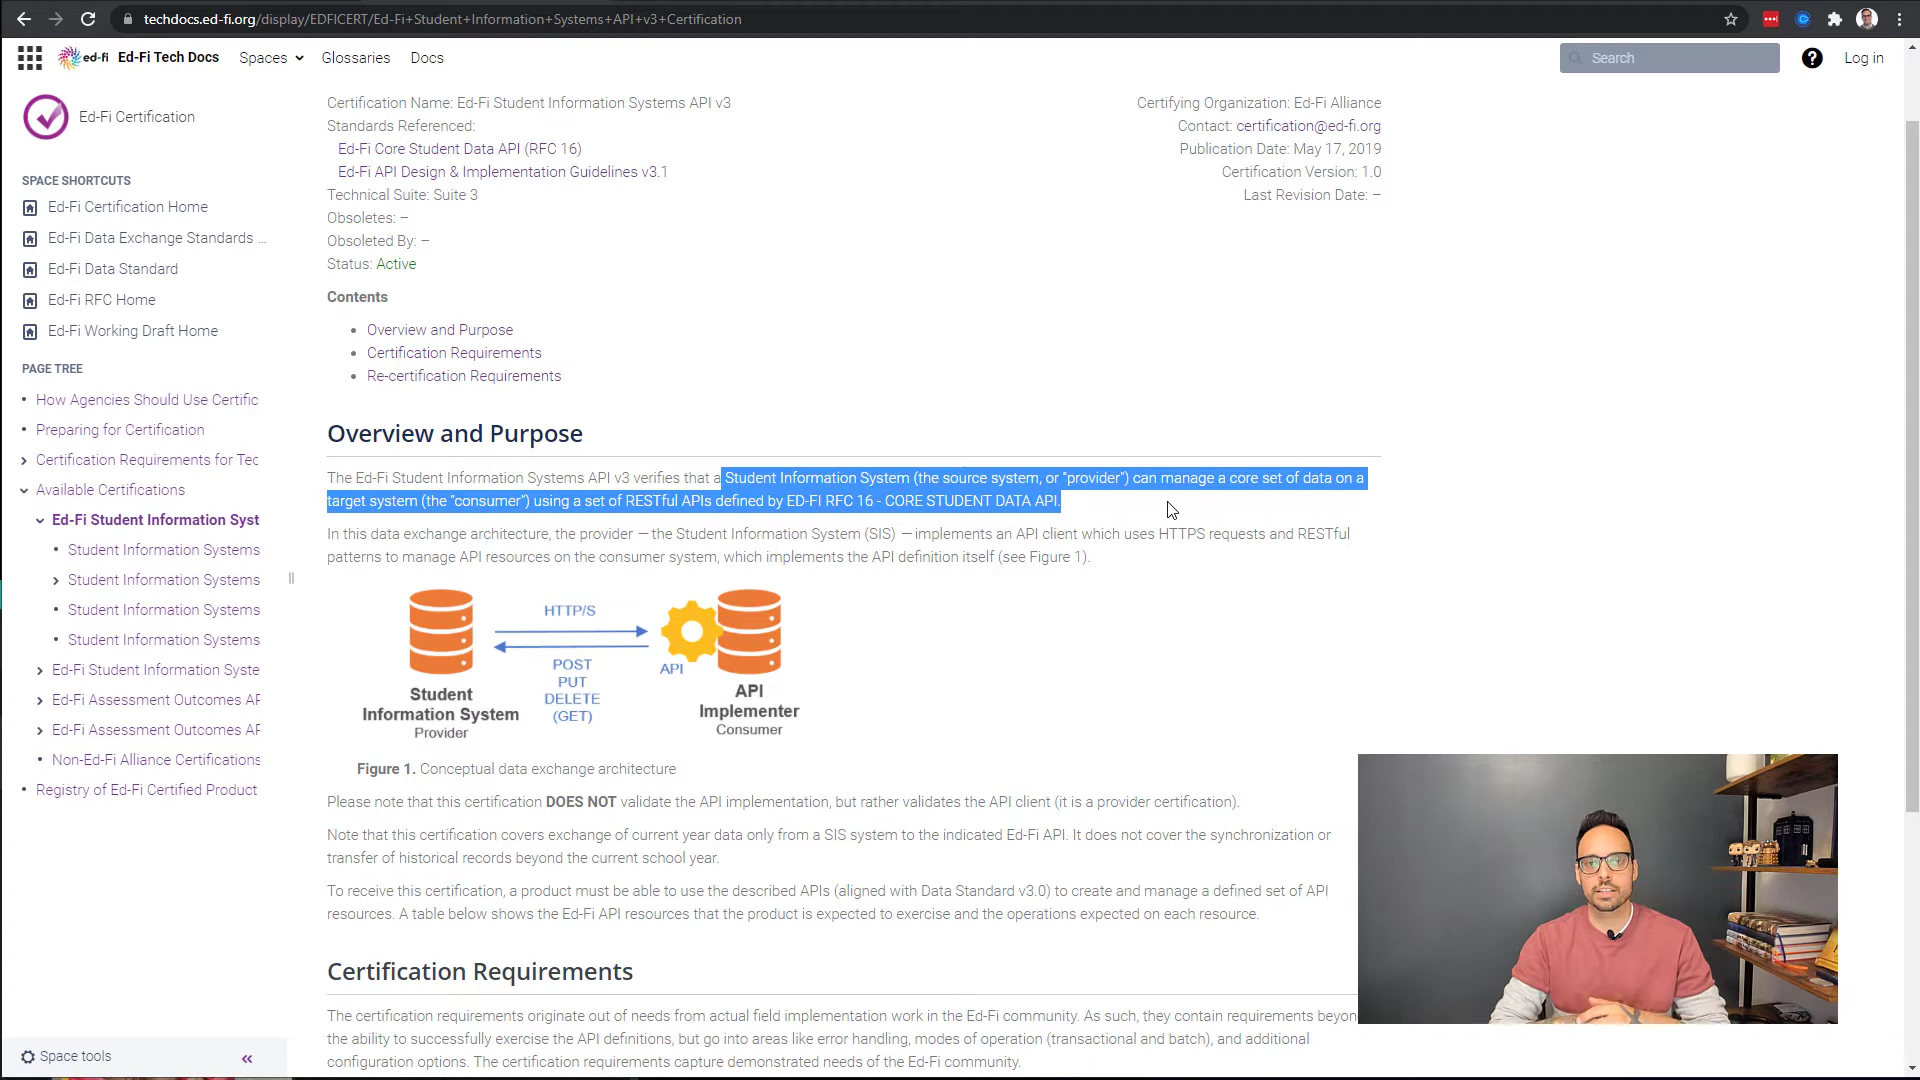 techdocs.ed-fi.org/display/EDFICERT/Ed-Fi+Student+Information+Systems+API+v3+Certification
ed-fi Ed-Fi Tech Docs Spaces Glossaries Docs Search Log in
Ed-Fi Certification
SPACE SHORTCUTS
Ed-Fi Certification Home
Ed-Fi Data Exchange Standards ...
Ed-Fi Data Standard
Ed-Fi RFC Home
Ed-Fi Working Draft Home
PAGE TREE
How Agencies Should Use Certific
Preparing for Certification
Certification Requirements for Tec
Available Certifications
Ed-Fi Student Information Syst
Student Information Systems
Student Information Systems
Student Information Systems
Student Information Systems
Ed-Fi Student Information Syste
Ed-Fi Assessment Outcomes AP
Ed-Fi Assessment Outcomes AP
Non-Ed-Fi Alliance Certifications
Registry of Ed-Fi Certified Product
Space tools
Certification Name: Ed-Fi Student Information Systems API v3
Standards Referenced:
Ed-Fi Core Student Data API (RFC 16)
Ed-Fi API Design & Implementation Guidelines v3.1
Technical Suite: Suite 3
Obsoletes: –
Obsoleted By: –
Status: Active
Certifying Organization: Ed-Fi Alliance
Contact: certification@ed-fi.org
Publication Date: May 17, 2019
Certification Version: 1.0
Last Revision Date: –
Contents
• Overview and Purpose
• Certification Requirements
• Re-certification Requirements
Overview and Purpose
The Ed-Fi Student Information Systems API v3 verifies that a Student Information System (the source system, or "provider") can manage a core set of data on a
target system (the "consumer") using a set of RESTful APIs defined by ED-FI RFC 16 - CORE STUDENT DATA API.
In this data exchange architecture, the provider — the Student Information System (SIS) — implements an API client which uses HTTPS requests and RESTful
patterns to manage API resources on the consumer system, which implements the API definition itself (see Figure 1).
HTTP/S
POST
PUT
DELETE
(GET)
API
Student
Information System
Provider
API
Implementer
Consumer
Figure 1. Conceptual data exchange architecture
Please note that this certification DOES NOT validate the API implementation, but rather validates the API client (it is a provider certification).
Note that this certification covers exchange of current year data only from a SIS system to the indicated Ed-Fi API. It does not cover the synchronization or
transfer of historical records beyond the current school year.
To receive this certification, a product must be able to use the described APIs (aligned with Data Standard v3.0) to create and manage a defined set of API
resources. A table below shows the Ed-Fi API resources that the product is expected to exercise and the operations expected on each resource.
Certification Requirements
The certification requirements originate out of needs from actual field implementation work in the Ed-Fi community. As such, they contain requirements beyon
the ability to successfully exercise the API definitions, but go into areas like error handling, modes of operation (transactional and batch), and additional
configuration options. The certification requirements capture demonstrated needs of the Ed-Fi community.